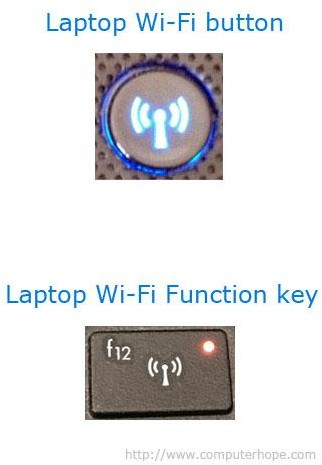 Laptop Wi-Fi button
Laptop Wi-Fi Function key
f12
http://www.computerhope.com